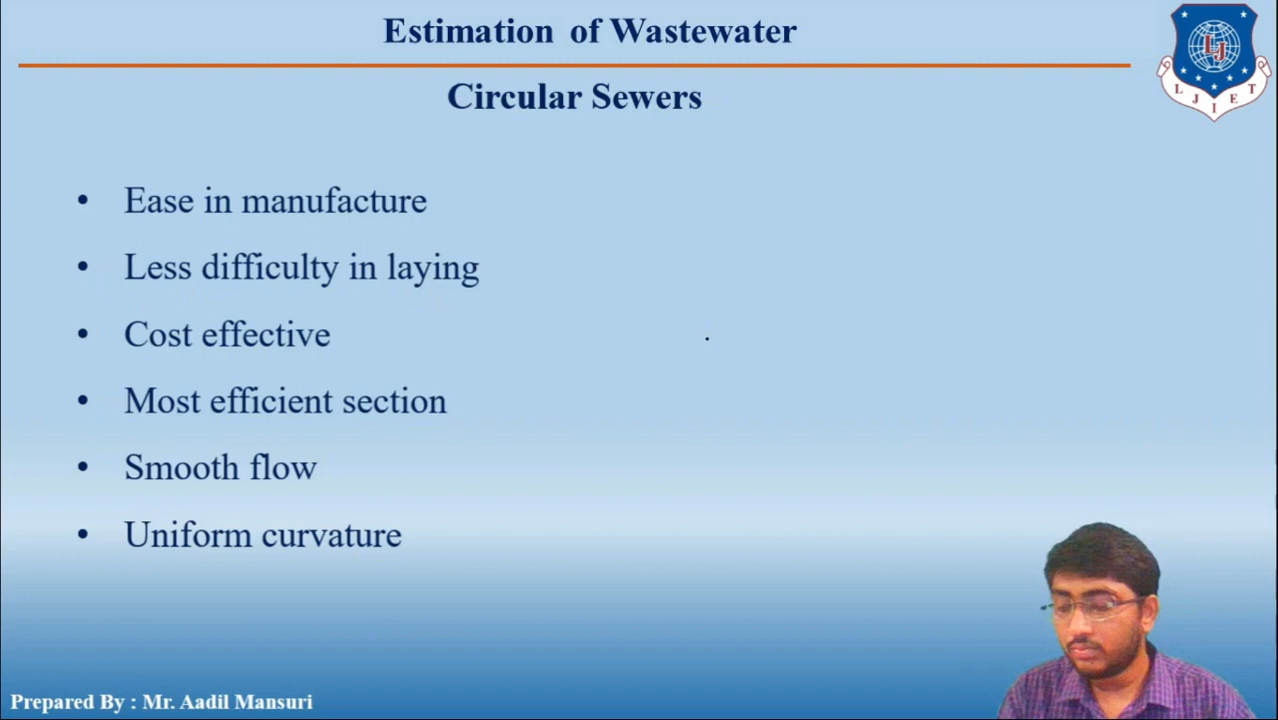 Estimation of Wastewater
Circular Sewers
L J I E T
LJ
• Ease in manufacture
• Less difficulty in laying
• Cost effective
• Most efficient section
• Smooth flow
• Uniform curvature
Prepared By : Mr. Aadil Mansuri